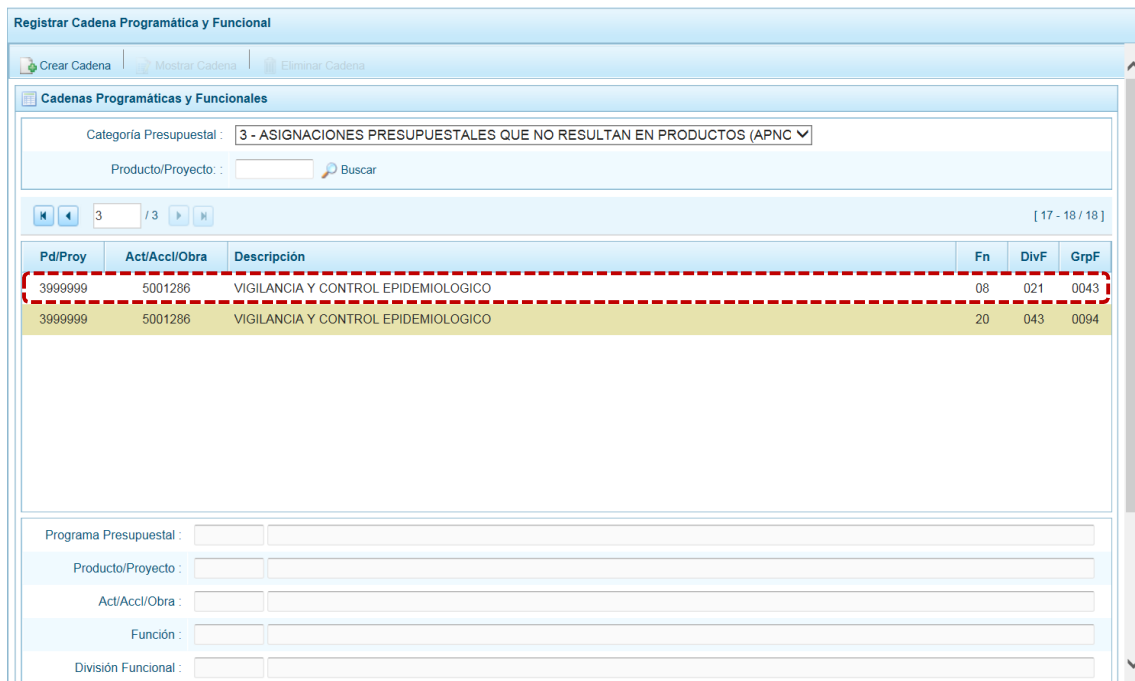 Registrar Cadena Programática y Funcional
Crear Cadena Mostrar Cadena Eliminar Cadena
Cadenas Programáticas y Funcionales
Categoría Presupuestal : 3 - ASIGNACIONES PRESUPUESTALES QUE NO RESULTAN EN PRODUCTOS (APNC
Producto/Proyecto: : Buscar
3 / 3 [ 17 - 18 / 18 ]
Pd/Proy Act/AccI/Obra Descripción Fn DivF GrpF
3999999 5001286 VIGILANCIA Y CONTROL EPIDEMIOLOGICO 08 021 0043
3999999 5001286 VIGILANCIA Y CONTROL EPIDEMIOLOGICO 20 043 0094
Programa Presupuestal :
Producto/Proyecto :
Act/AccI/Obra :
Función :
División Funcional :